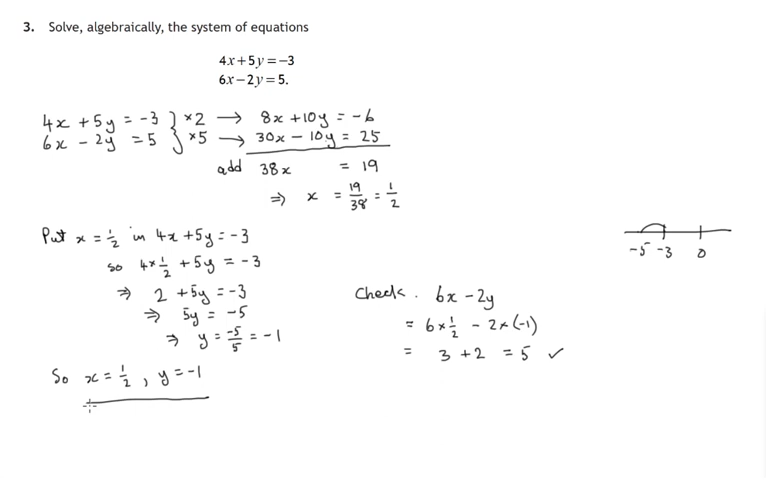 3. Solve, algebraically, the system of equations
4x + 5y = −3
6x − 2y = 5.
4x + 5y = -3 } ×2 → 8x + 10y = -6
6x - 2y = 5 } ×5 → 30x - 10y = 25
add 38x = 19
⇒ x = 19/38 = 1/2
Put x = 1/2 in 4x + 5y = -3
so 4×1/2 + 5y = -3
⇒ 2 + 5y = -3
⇒ 5y = -5
⇒ y = -5/5 = -1
So x = 1/2, y = -1
-5 -3 0
Check. 6x - 2y
= 6×1/2 - 2×(-1)
= 3 + 2 = 5 ✓